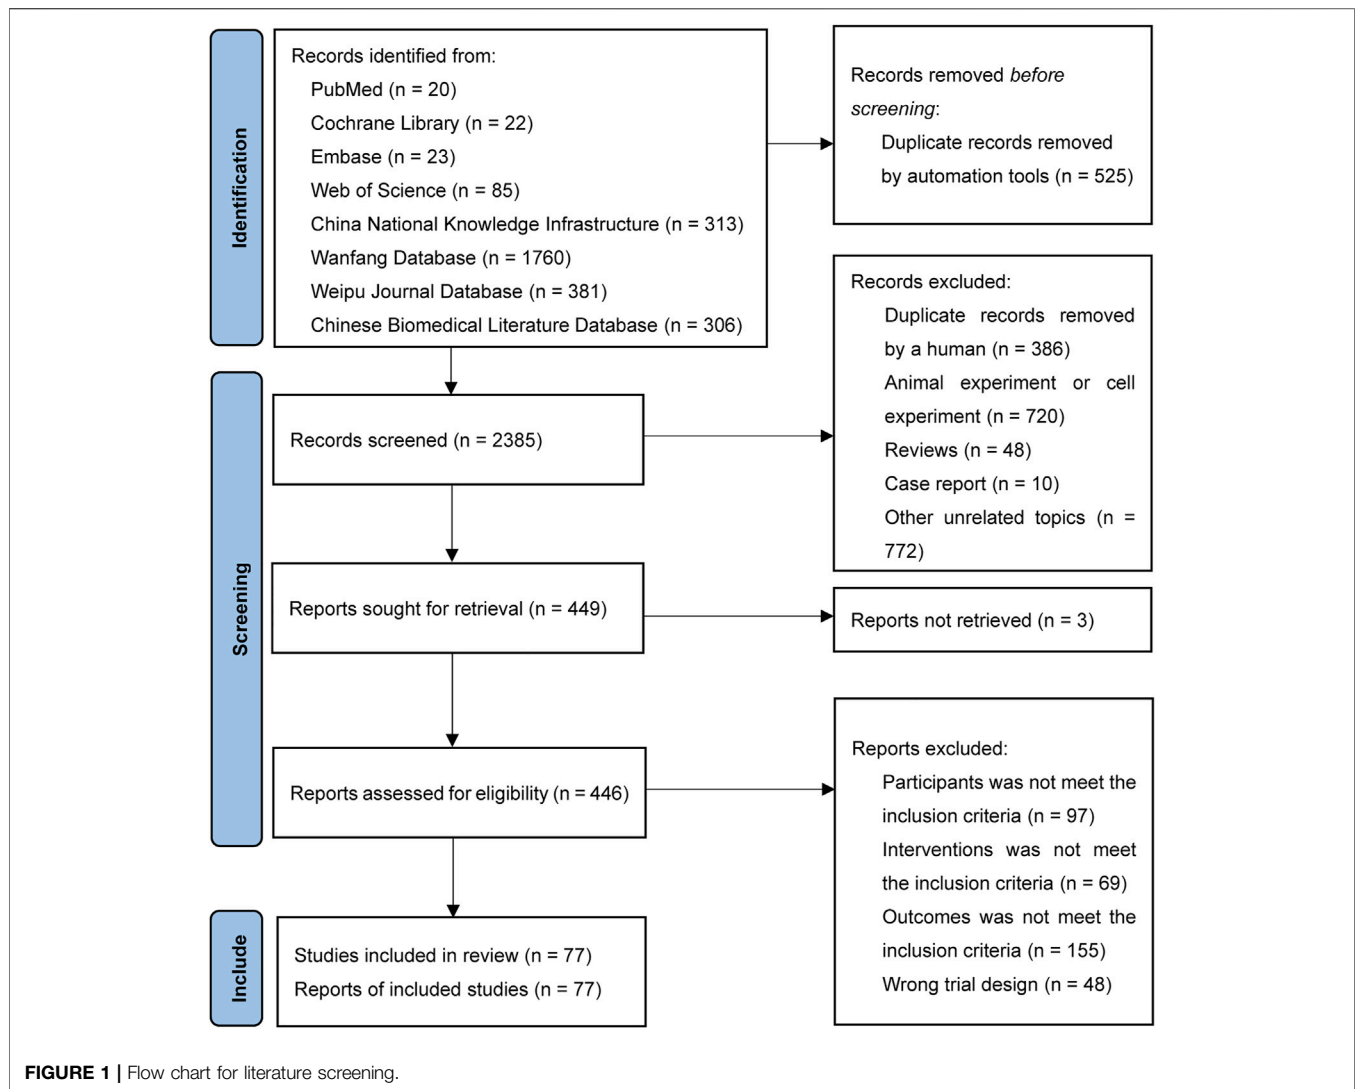 Identification
Records identified from:
PubMed (n = 20)
Cochrane Library (n = 22)
Embase (n = 23)
Web of Science (n = 85)
China National Knowledge Infrastructure (n = 313)
Wanfang Database (n = 1760)
Weipu Journal Database (n = 381)
Chinese Biomedical Literature Database (n = 306)
Records removed before
screening:
Duplicate records removed
by automation tools (n = 525)
Screening
Records screened (n = 2385)
Records excluded:
Duplicate records removed
by a human (n = 386)
Animal experiment or cell
experiment (n = 720)
Reviews (n = 48)
Case report (n = 10)
Other unrelated topics (n =
772)
Reports sought for retrieval (n = 449)
Reports not retrieved (n = 3)
Reports assessed for eligibility (n = 446)
Reports excluded:
Participants was not meet the
inclusion criteria (n = 97)
Interventions was not meet
the inclusion criteria (n = 69)
Outcomes was not meet the
inclusion criteria (n = 155)
Wrong trial design (n = 48)
Include
Studies included in review (n = 77)
Reports of included studies (n = 77)
FIGURE 1 | Flow chart for literature screening.